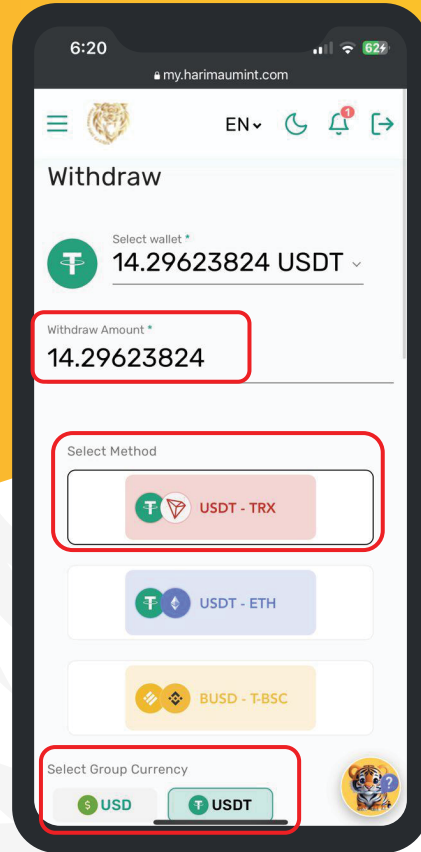 6:20
62
my.harimaumint.com
EN
1
Withdraw
Select wallet *
14.29623824 USDT
Withdraw Amount *
14.29623824
Select Method
USDT - TRX
USDT - ETH
BUSD - T-BSC
Select Group Currency
$ USD
USDT
?